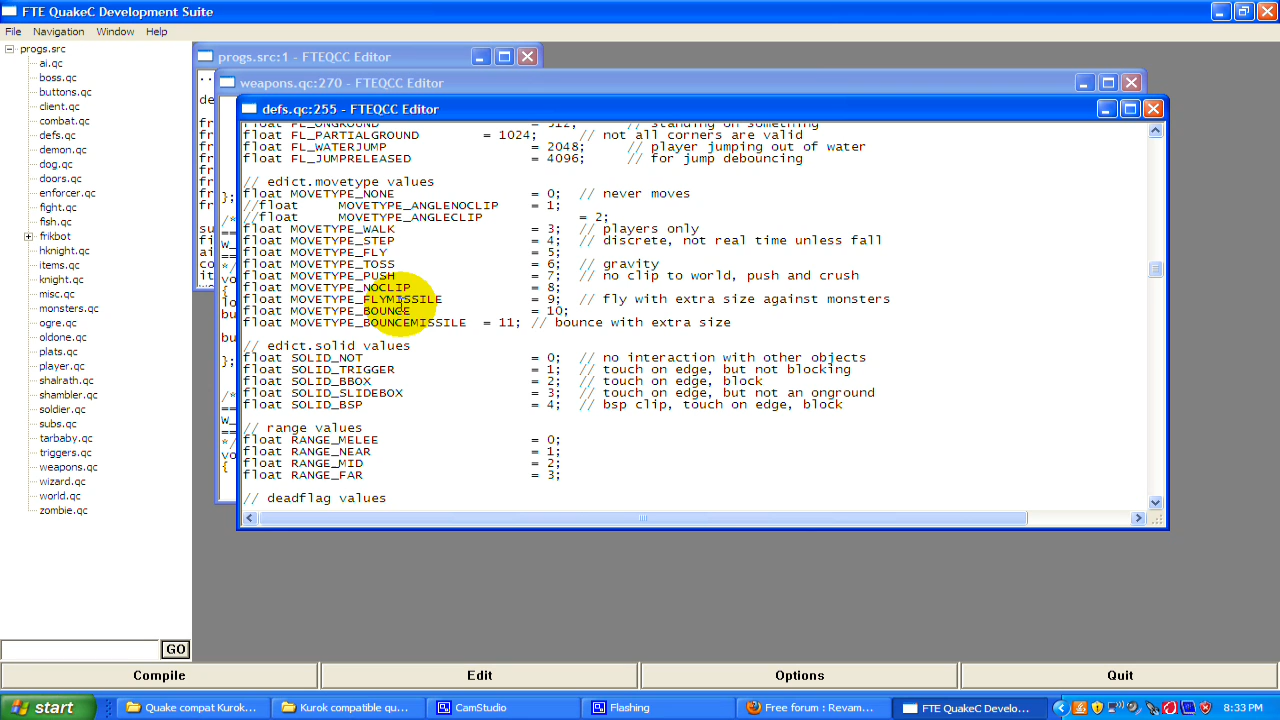 FTE QuakeC Development Suite
File Navigation Window Help
progs.src
ai.qc
boss.qc
buttons.qc
client.qc
combat.qc
defs.qc
demon.qc
dog.qc
doors.qc
enforcer.qc
fight.qc
fish.qc
frikbot
hknight.qc
items.qc
knight.qc
misc.qc
monsters.qc
ogre.qc
oldone.qc
plats.qc
player.qc
shalrath.qc
shambler.qc
soldier.qc
subs.qc
tarbaby.qc
triggers.qc
weapons.qc
wizard.qc
world.qc
zombie.qc
GO
progs.src:1 - FTEQCC Editor
weapons.qc:270 - FTEQCC Editor
defs.qc:255 - FTEQCC Editor
float FL_ONGROUND = 512; // standing on something
float FL_PARTIALGROUND = 1024; // not all corners are valid
float FL_WATERJUMP = 2048; // player jumping out of water
float FL_JUMPRELEASED = 4096; // for jump debouncing
// edict.movetype values
float MOVETYPE_NONE = 0; // never moves
//float MOVETYPE_ANGLENOCLIP = 1;
//float MOVETYPE_ANGLECLIP = 2;
float MOVETYPE_WALK = 3; // players only
float MOVETYPE_STEP = 4; // discrete, not real time unless fall
float MOVETYPE_FLY = 5;
float MOVETYPE_TOSS = 6; // gravity
float MOVETYPE_PUSH = 7; // no clip to world, push and crush
float MOVETYPE_NOCLIP = 8;
float MOVETYPE_FLYMISSILE = 9; // fly with extra size against monsters
float MOVETYPE_BOUNCE = 10;
float MOVETYPE_BOUNCEMISSILE = 11; // bounce with extra size
// edict.solid values
float SOLID_NOT = 0; // no interaction with other objects
float SOLID_TRIGGER = 1; // touch on edge, but not blocking
float SOLID_BBOX = 2; // touch on edge, block
float SOLID_SLIDEBOX = 3; // touch on edge, but not an onground
float SOLID_BSP = 4; // bsp clip, touch on edge, block
// range values
float RANGE_MELEE = 0;
float RANGE_NEAR = 1;
float RANGE_MID = 2;
float RANGE_FAR = 3;
// deadflag values
Compile Edit Options Quit
start Quake compat Kurok... Kurok compatible qu... CamStudio Flashing Free forum : Revam... FTE QuakeC Develo... 8:33 PM